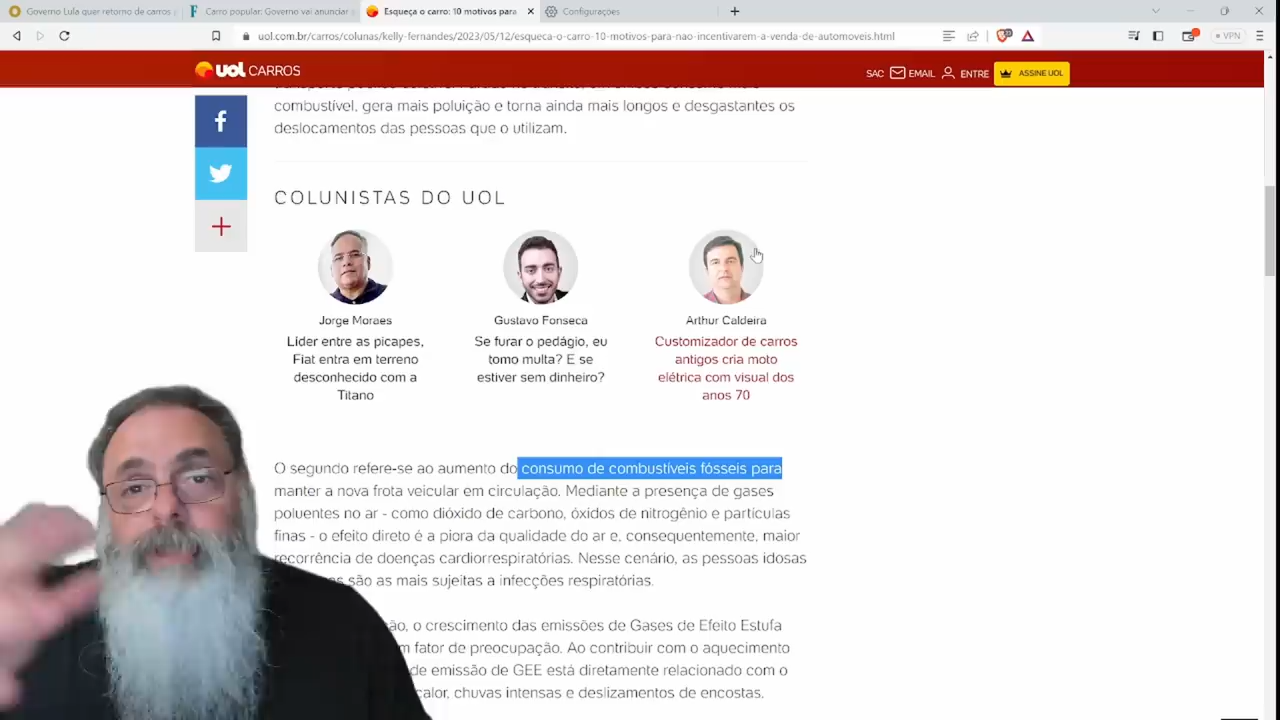 Governo Lula quer retorno de carros
Carro popular: Governo vai anunciar
Esqueça o carro: 10 motivos para
Configurações
uol.com.br/carros/colunas/kelly-fernandes/2023/05/12/esqueca-o-carro-10-motivos-para-nao-incentivarem-a-venda-de-automoveis.html
VPN
UOL CARROS
SAC EMAIL ENTRE ASSINE UOL
combustível, gera mais poluição e torna ainda mais longos e desgastantes os
deslocamentos das pessoas que o utilizam.
COLUNISTAS DO UOL
Jorge Moraes
Líder entre as picapes,
Fiat entra em terreno
desconhecido com a
Titano
Gustavo Fonseca
Se furar o pedágio, eu
tomo multa? E se
estiver sem dinheiro?
Arthur Caldeira
Customizador de carros
antigos cria moto
elétrica com visual dos
anos 70
O segundo refere-se ao aumento do consumo de combustíveis fósseis para
manter a nova frota veicular em circulação. Mediante a presença de gases
poluentes no ar - como dióxido de carbono, óxidos de nitrogênio e partículas
finas - o efeito direto é a piora da qualidade do ar e, consequentemente, maior
recorrência de doenças cardiorrespiratórias. Nesse cenário, as pessoas idosas
são as mais sujeitas a infecções respiratórias.
o crescimento das emissões de Gases de Efeito Estufa
fator de preocupação. Ao contribuir com o aquecimento
de emissão de GEE está diretamente relacionado com o
calor, chuvas intensas e deslizamentos de encostas.